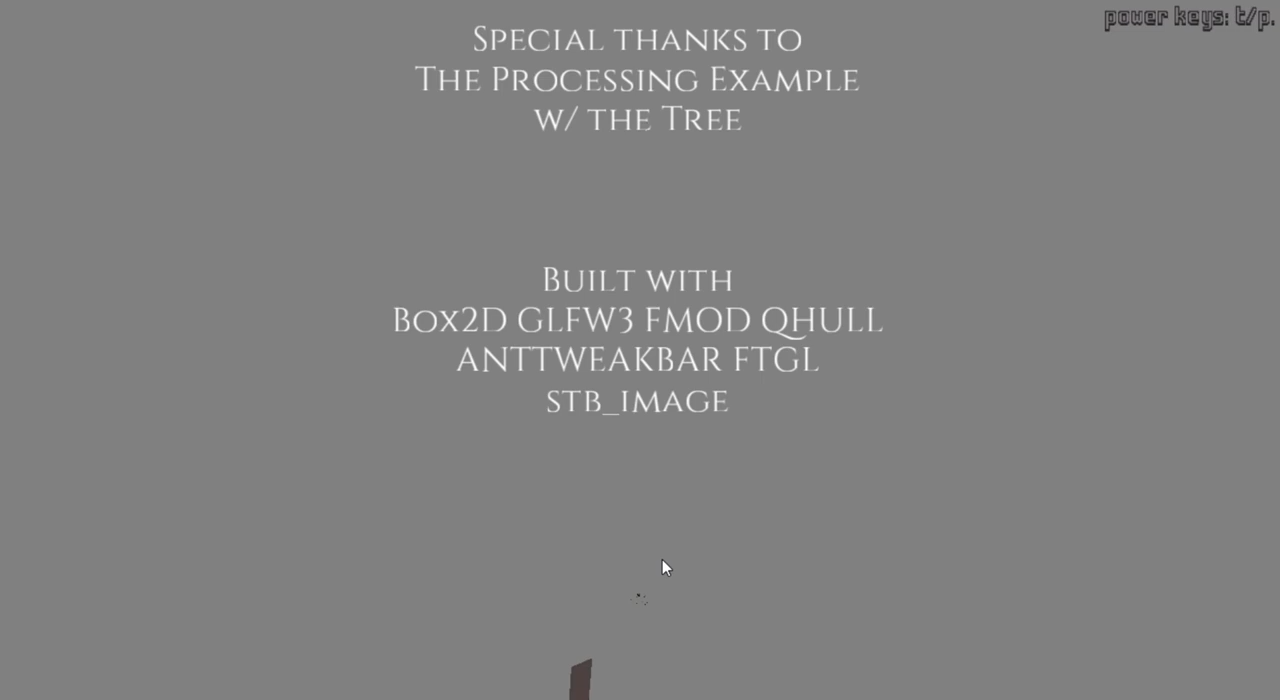 power keys: t/p.
Special thanks to
The Processing Example
w/ the Tree
Built with
Box2D GLFW3 FMOD QHULL
ANTTWEAKBAR FTGL
stb_image